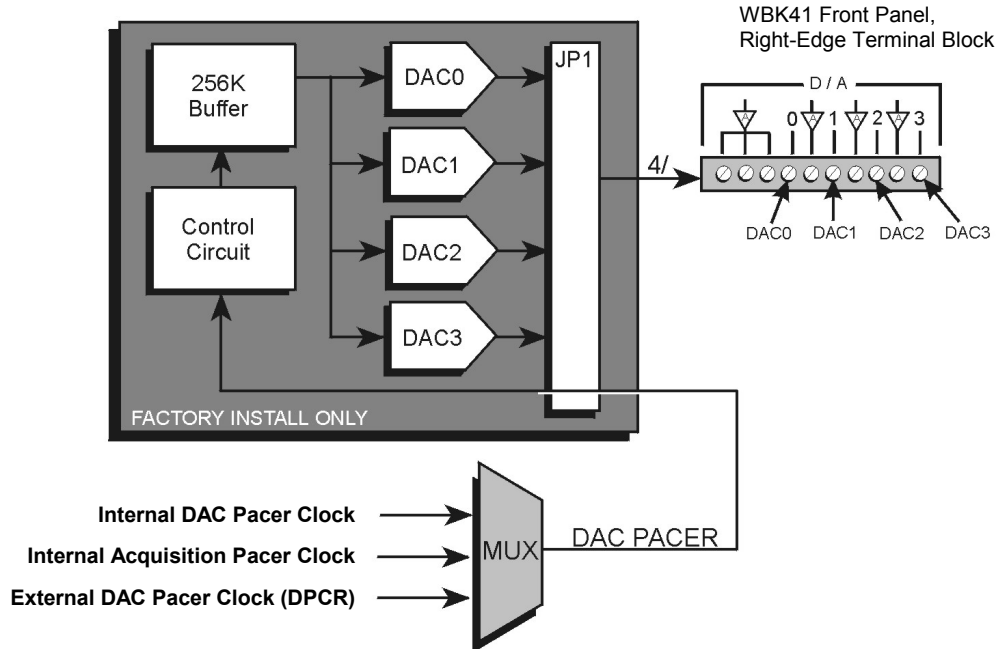 WBK41 Front Panel,
Right-Edge Terminal Block
256K
Buffer
Control
Circuit
DAC0
DAC1
DAC2
DAC3
JP1
4/
D / A
A 0 A 1 A 2 A 3
DAC0 DAC1 DAC2 DAC3
FACTORY INSTALL ONLY
Internal DAC Pacer Clock
Internal Acquisition Pacer Clock
External DAC Pacer Clock (DPCR)
MUX
DAC PACER